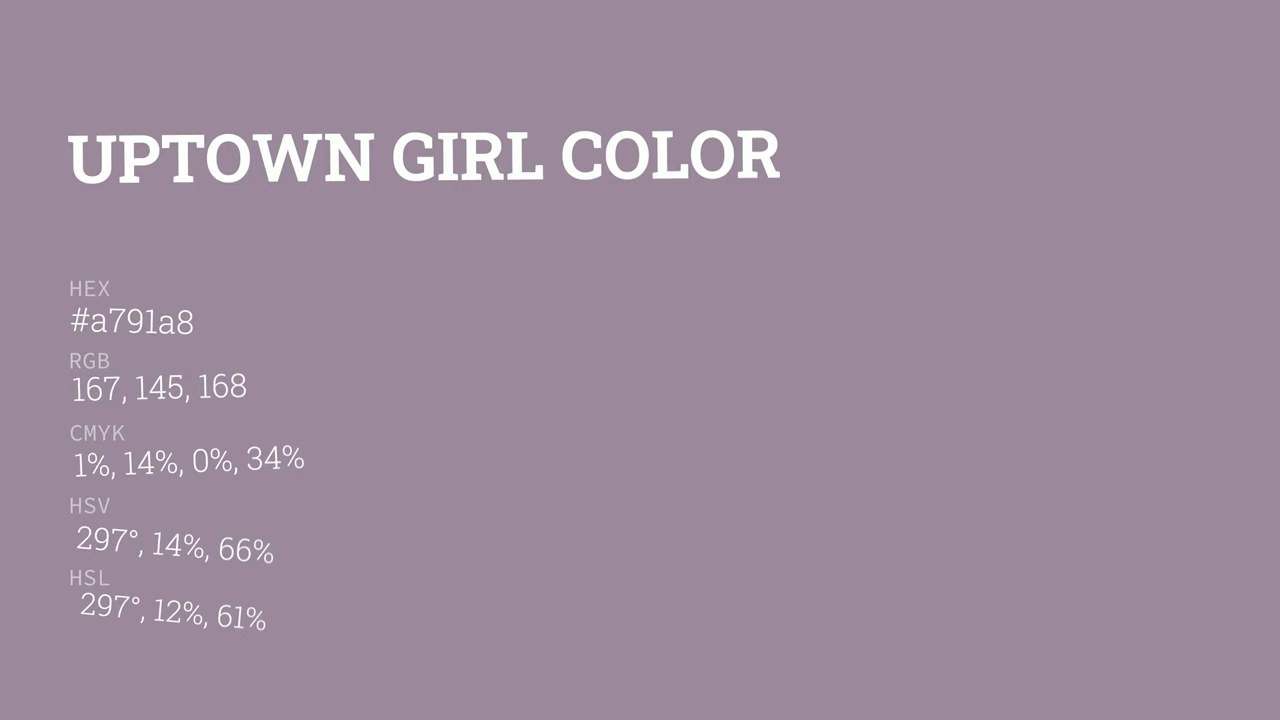 UPTOWN GIRL COLOR
HEX
#a791a8
RGB
167, 145, 168
CMYK
1%, 14%, 0%, 34%
HSV
297°, 14%, 66%
HSL
297°, 12%, 61%